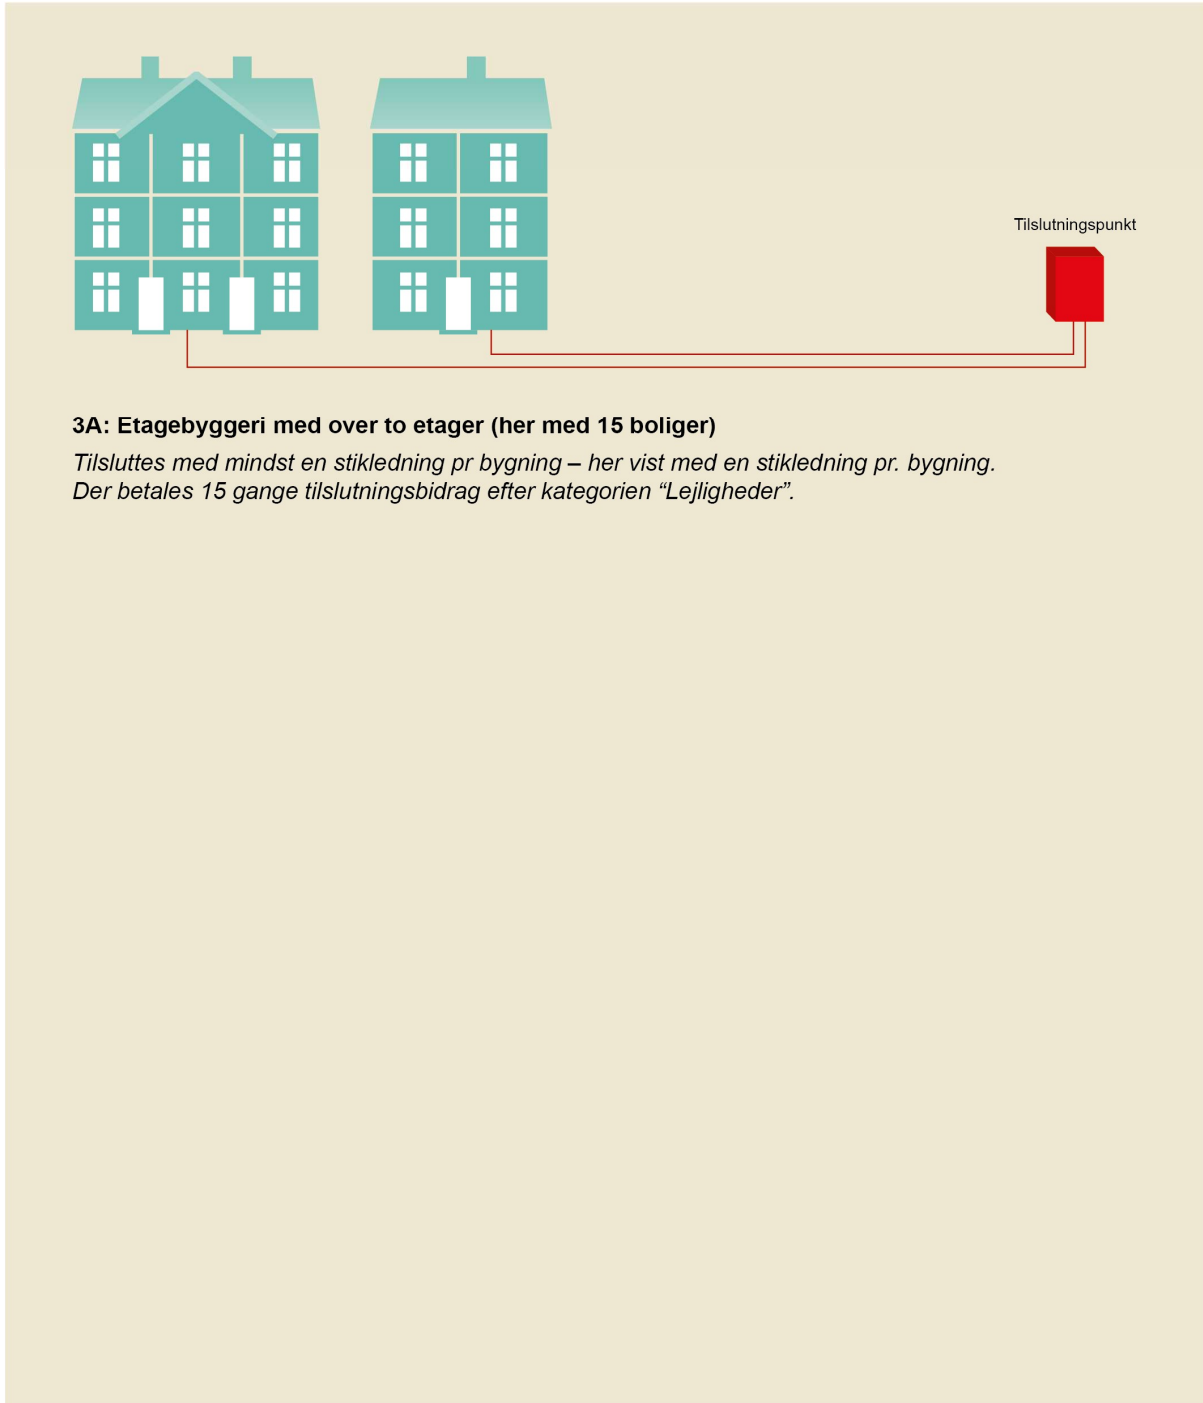 Tilslutningspunkt
3A: Etagebyggeri med over to etager (her med 15 boliger)
Tilsluttes med mindst en stikledning pr bygning – her vist med en stikledning pr. bygning.
Der betales 15 gange tilslutningsbidrag efter kategorien “Lejligheder”.